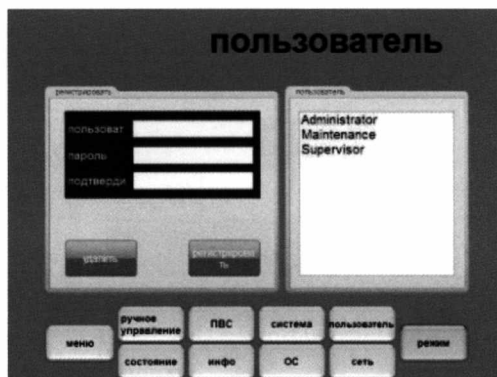 пользователь
регистрировать
пользователь
пользоват
пароль
подтверди
Administrator
Maintenance
Supervisor
удалить
регистрироват
ть
меню
ручное
управление
ПВС
система
пользователь
режим
состояние
инфо
ОС
сеть